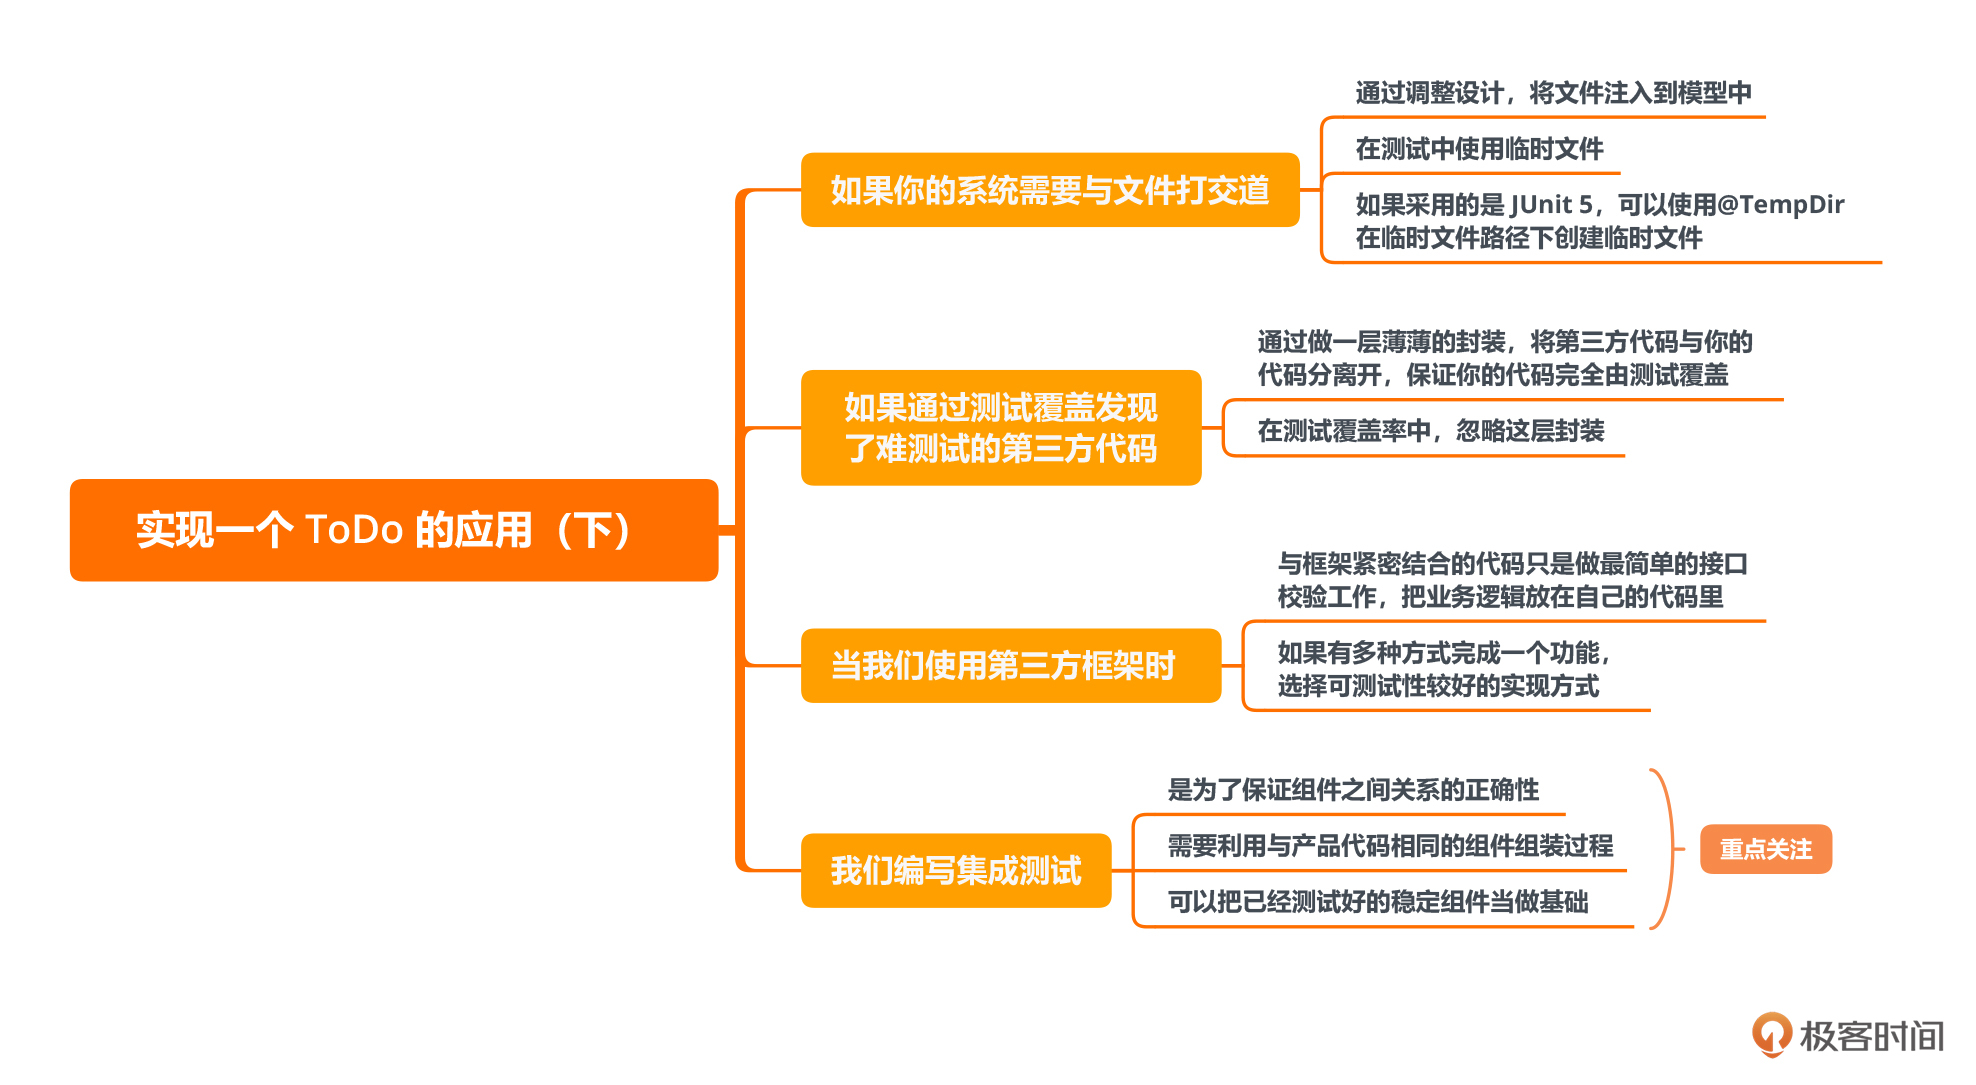 实现一个 ToDo 的应用（下）
如果你的系统需要与文件打交道
通过调整设计，将文件注入到模型中
在测试中使用临时文件
如果采用的是 JUnit 5，可以使用@TempDir
在临时文件路径下创建临时文件
如果通过测试覆盖发现
了难测试的第三方代码
通过做一层薄薄的封装，将第三方代码与你的
代码分离开，保证你的代码完全由测试覆盖
在测试覆盖率中，忽略这层封装
当我们使用第三方框架时
与框架紧密结合的代码只是做最简单的接口
校验工作，把业务逻辑放在自己的代码里
如果有多种方式完成一个功能，
选择可测试性较好的实现方式
我们编写集成测试
是为了保证组件之间关系的正确性
需要利用与产品代码相同的组件组装过程
可以把已经测试好的稳定组件当做基础
重点关注
极客时间